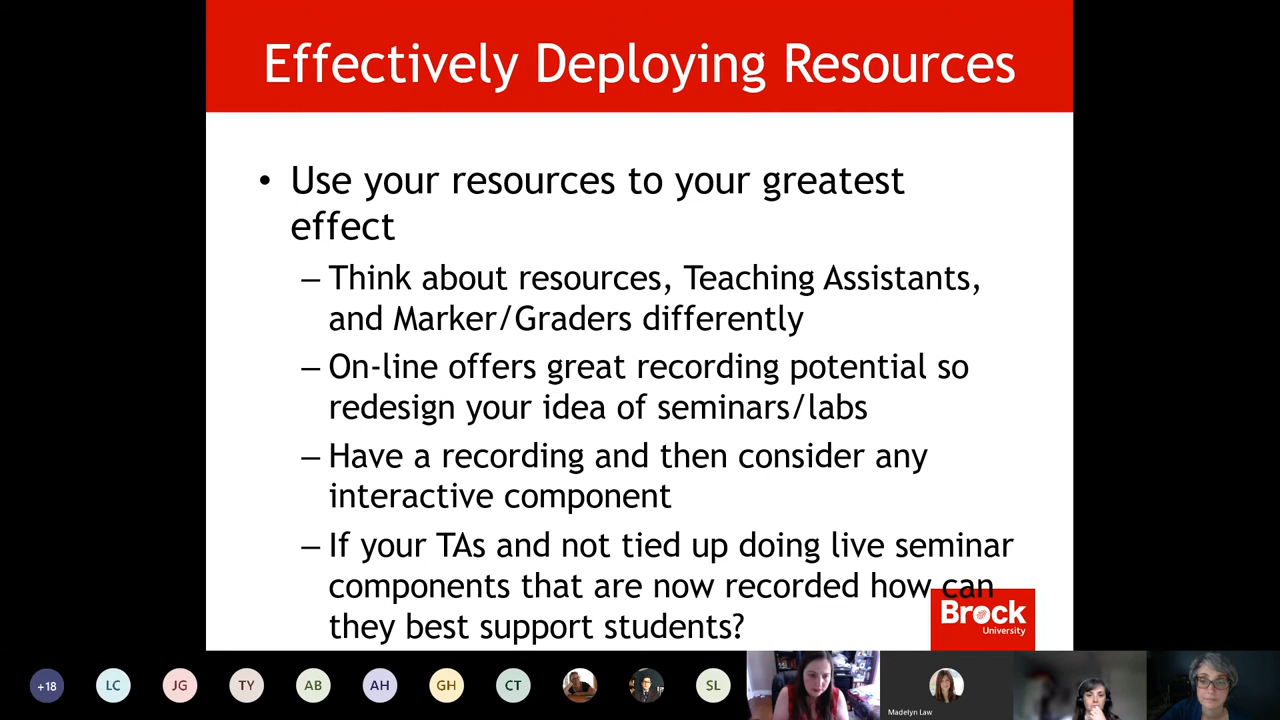 Effectively Deploying Resources
• Use your resources to your greatest
effect
– Think about resources, Teaching Assistants,
and Marker/Graders differently
– On-line offers great recording potential so
redesign your idea of seminars/labs
– Have a recording and then consider any
interactive component
– If your TAs and not tied up doing live seminar
components that are now recorded how can
they best support students?
Brock
University
+18 LC JG TY AB AH GH CT SL
Madelyn Law